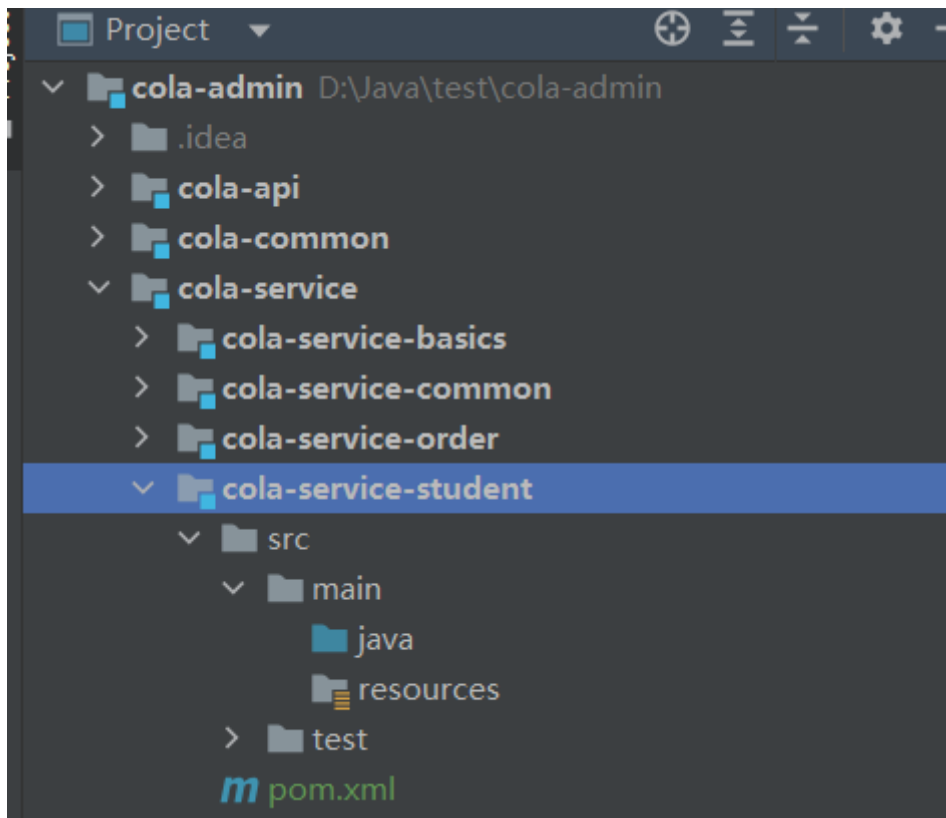 Project
cola-admin D:\Java\test\cola-admin
.idea
cola-api
cola-common
cola-service
cola-service-basics
cola-service-common
cola-service-order
cola-service-student
src
main
java
resources
test
m pom.xml